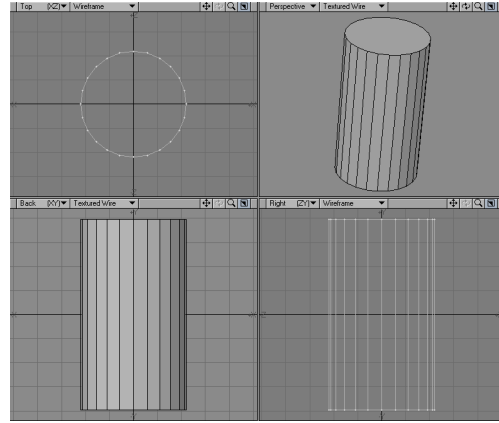 Top (XZ) Wireframe
Perspective Textured Wire
Back (XY) Textured Wire
Right (ZY) Wireframe